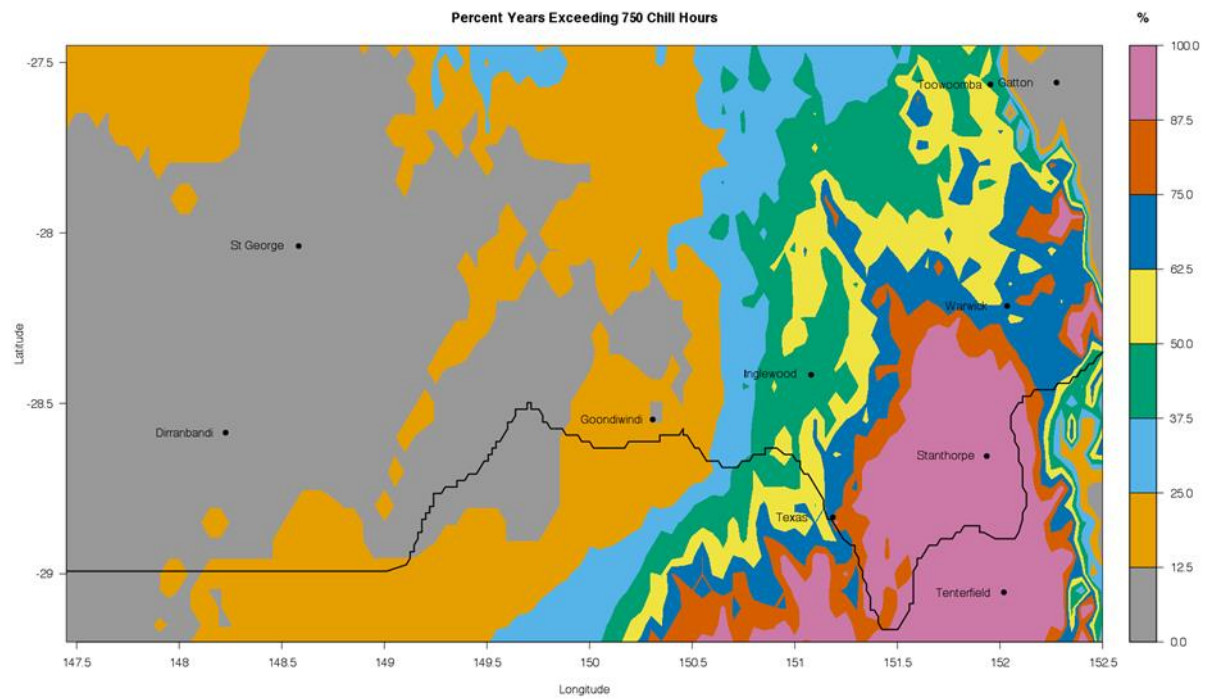 Percent Years Exceeding 750 Chill Hours
%
-27.5
-28
-28.5
-29
Latitude
Toowoomba
Gatton
St George
Warwick
Inglewood
Goondiwindi
Dirranbandi
Stanthorpe
Texas
Tenterfield
100.0
87.5
75.0
62.5
50.0
37.5
25.0
12.5
0.0
147.5 148 148.5 149 149.5 150 150.5 151 151.5 152 152.5
Longitude